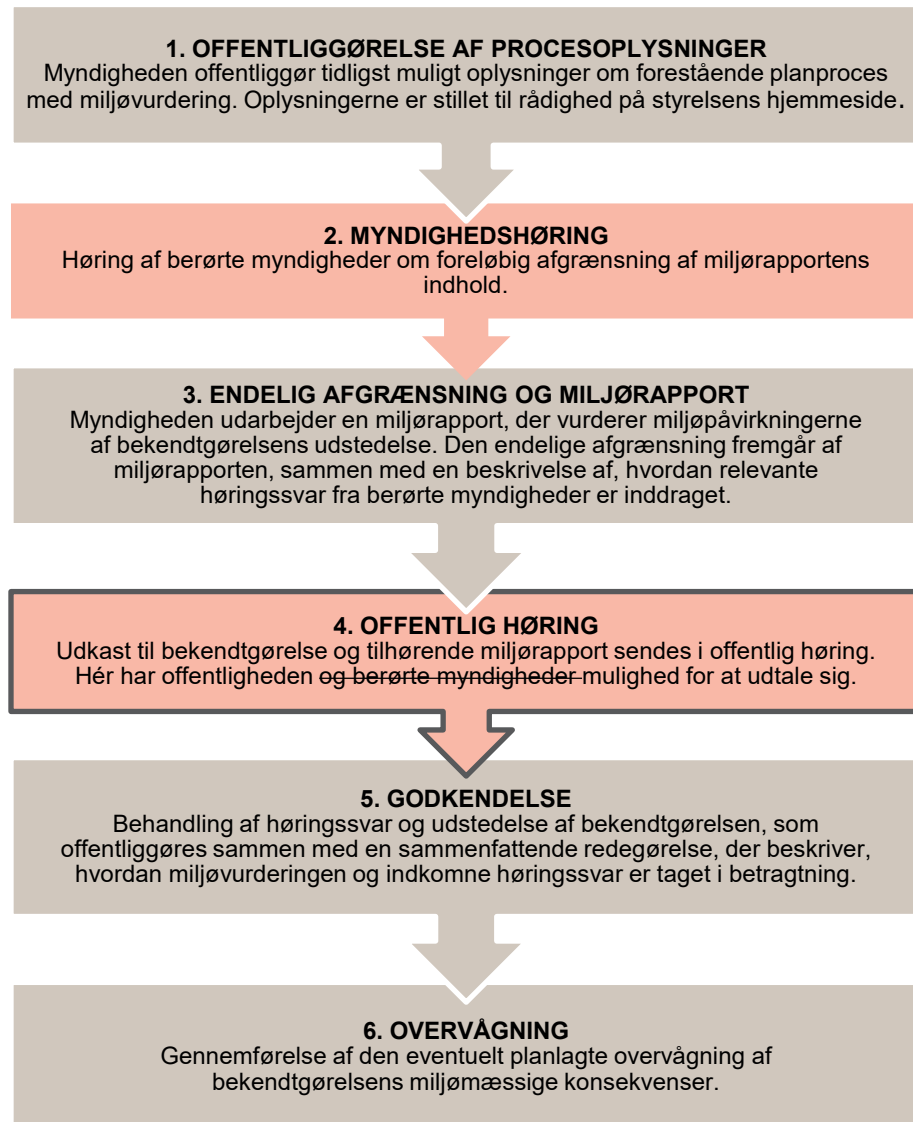 1. OFFENTLIGGØRELSE AF PROCESOPLYSNINGER
Myndigheden offentliggør tidligst muligt oplysninger om forestående planproces
med miljøvurdering. Oplysningerne er stillet til rådighed på styrelsens hjemmeside.
2. MYNDIGHEDSHØRING
Høring af berørte myndigheder om foreløbig afgrænsning af miljørapportens
indhold.
3. ENDELIG AFGRÆNSNING OG MILJØRAPPORT
Myndigheden udarbejder en miljørapport, der vurderer miljøpåvirkningerne
af bekendtgørelsens udstedelse. Den endelige afgrænsning fremgår af
miljørapporten, sammen med en beskrivelse af, hvordan relevante
høringssvar fra berørte myndigheder er inddraget.
4. OFFENTLIG HØRING
Udkast til bekendtgørelse og tilhørende miljørapport sendes i offentlig høring.
Hér har offentligheden og berørte myndigheder mulighed for at udtale sig.
5. GODKENDELSE
Behandling af høringssvar og udstedelse af bekendtgørelsen, som
offentliggøres sammen med en sammenfattende redegørelse, der beskriver,
hvordan miljøvurderingen og indkomne høringssvar er taget i betragtning.
6. OVERVÅGNING
Gennemførelse af den eventuelt planlagte overvågning af
bekendtgørelsens miljømæssige konsekvenser.